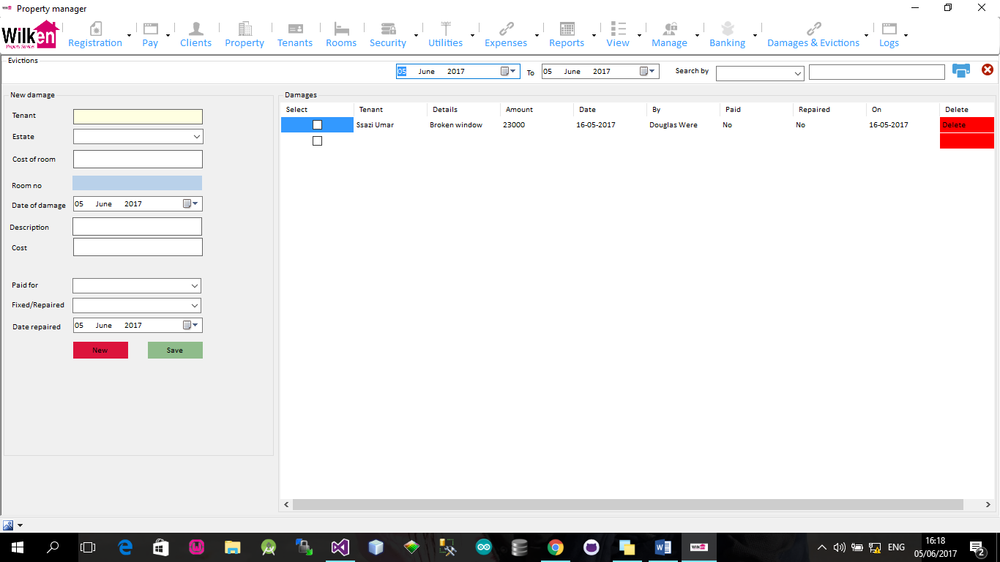 Property manager
Wilken
Property Services
Registration Pay Clients Property Tenants Rooms Security Utilities Expenses Reports View Manage Banking Damages & Evictions Logs
Evictions
05 June 2017 To 05 June 2017 Search by
New damage
Tenant
Estate
Cost of room
Room no
Date of damage 05 June 2017
Description
Cost
Paid for
Fixed/Repaired
Date repaired 05 June 2017
New Save
Damages
Select Tenant Details Amount Date By Paid Repaired On Delete
Ssazi Umar Broken window 23000 16-05-2017 Douglas Were No No 16-05-2017 Delete
ENG
16:18
05/06/2017
2